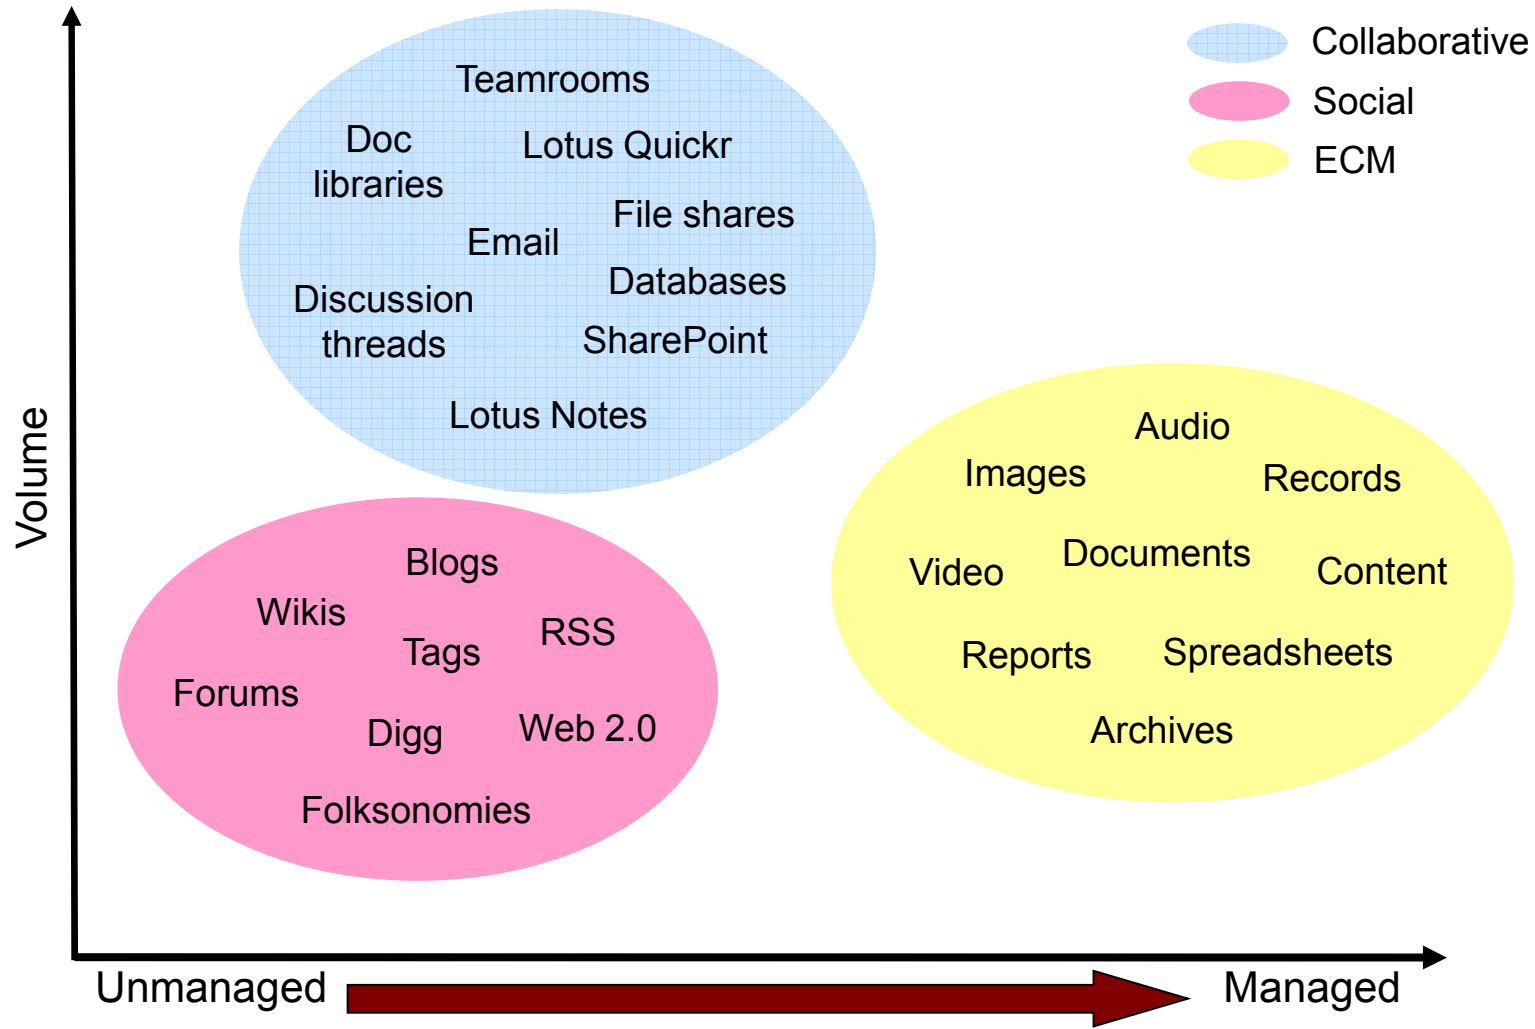 Collaborative
Social
ECM
Teamrooms
Doc
libraries
Lotus Quickr
File shares
Email
Databases
Discussion
threads
SharePoint
Lotus Notes
Audio
Images
Records
Video
Documents
Content
Reports
Spreadsheets
Archives
Volume
Blogs
Wikis
RSS
Tags
Forums
Digg
Web 2.0
Folksonomies
Unmanaged
Managed